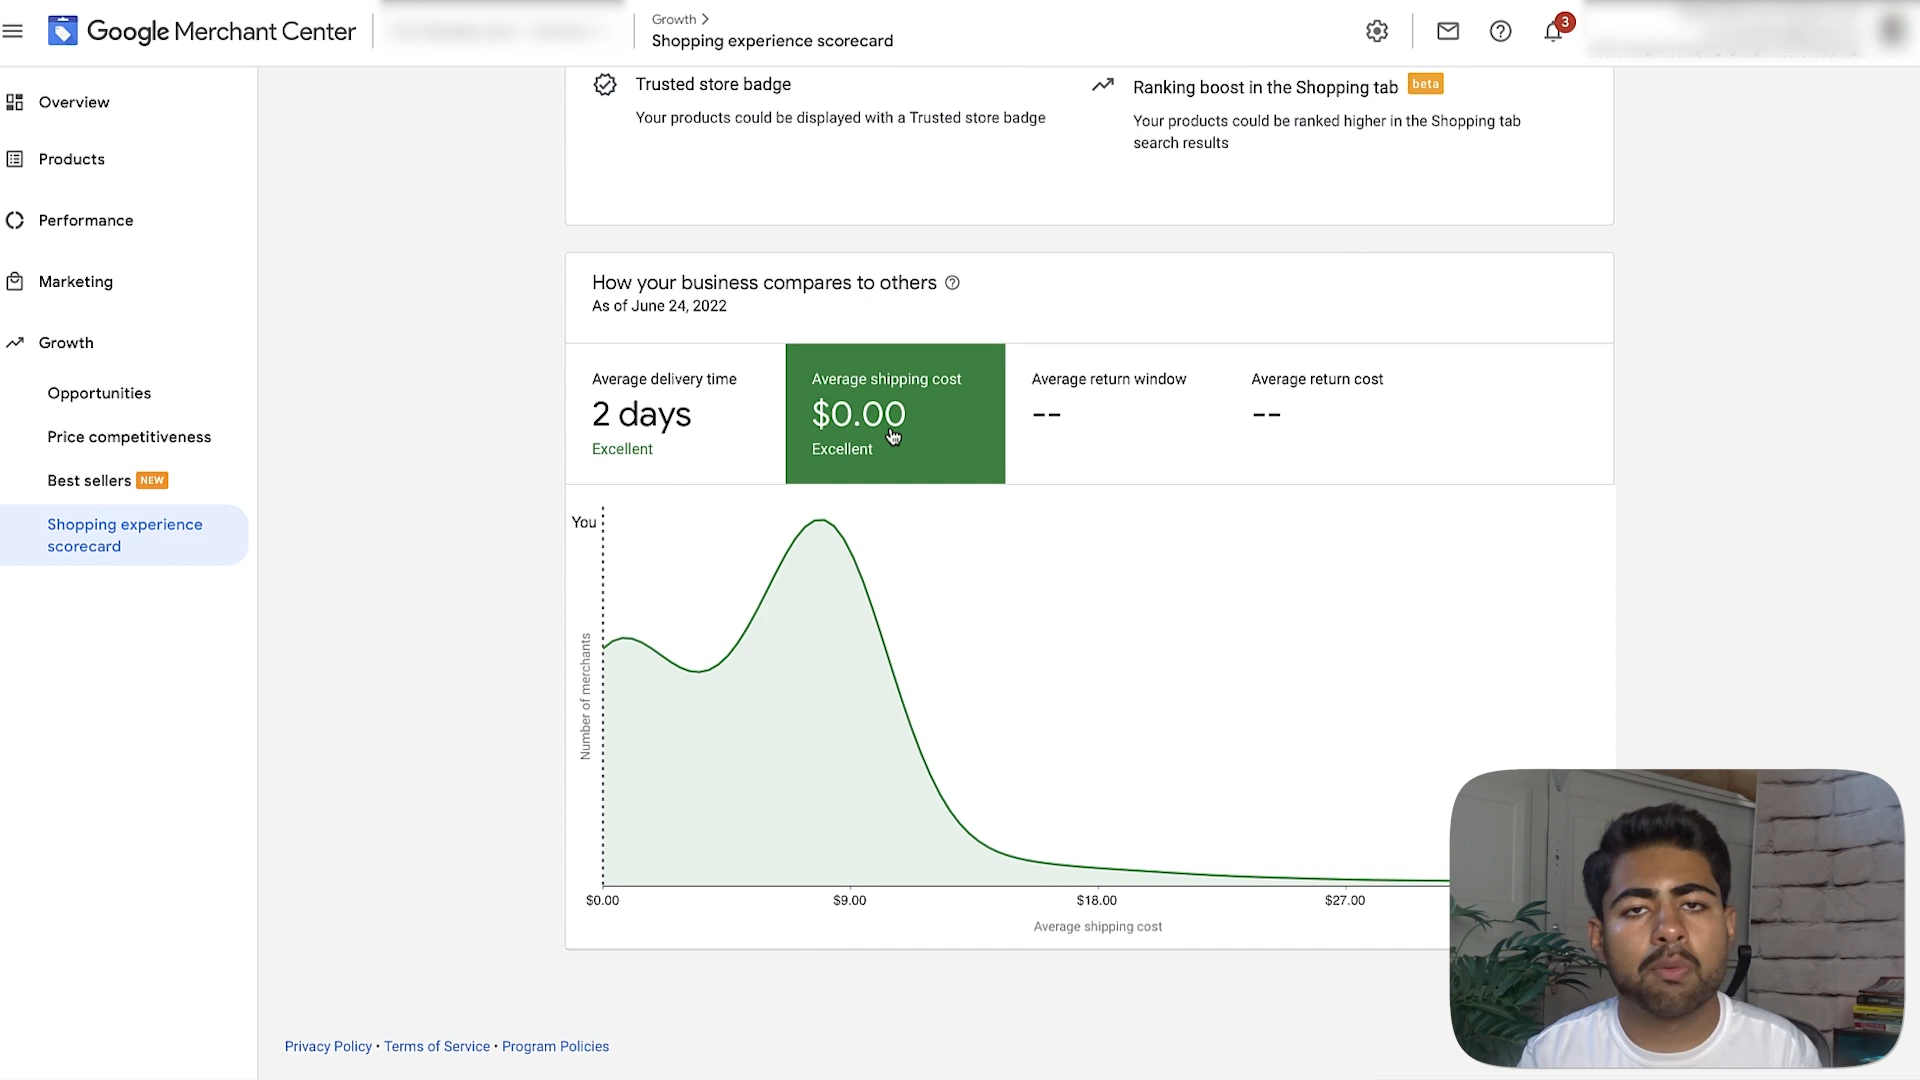 Google Merchant Center
Growth
Shopping experience scorecard
3
Overview
Products
Performance
Marketing
Growth
Opportunities
Price competitiveness
Best sellers NEW
Shopping experience
scorecard
Trusted store badge
Your products could be displayed with a Trusted store badge
Ranking boost in the Shopping tab beta
Your products could be ranked higher in the Shopping tab
search results
How your business compares to others
As of June 24, 2022
Average delivery time
2 days
Excellent
Average shipping cost
$0.00
Excellent
Average return window
--
Average return cost
--
You
Number of merchants
$0.00
$9.00
$18.00
$27.00
Average shipping cost
Privacy Policy • Terms of Service • Program Policies